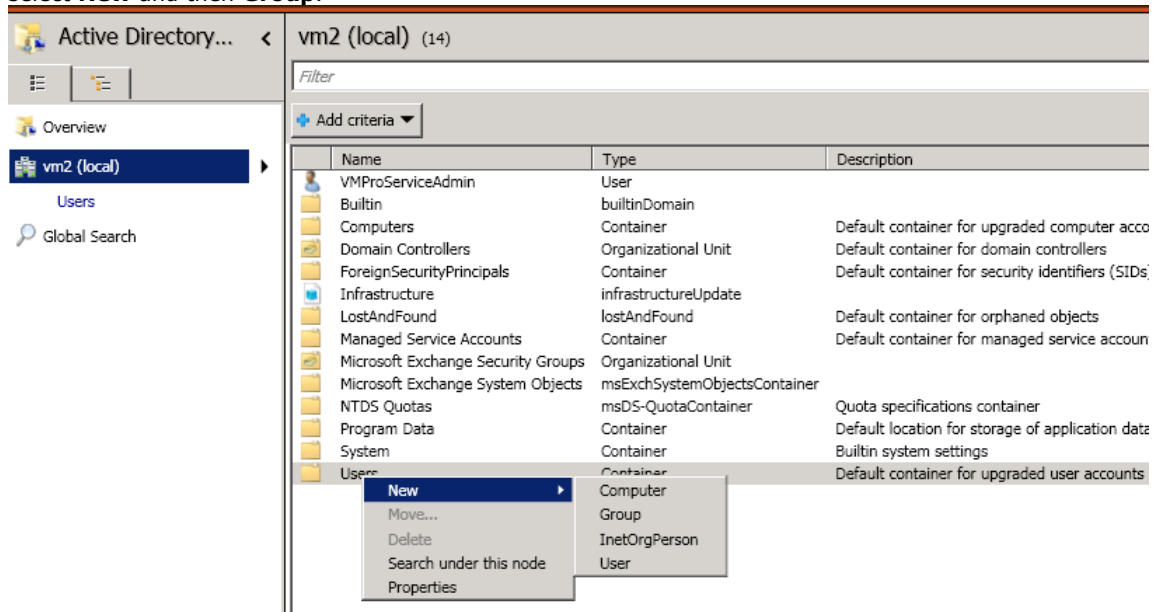 select New and then Group.
Active Directory...
vm2 (local) (14)
Filter
Add criteria
Overview
vm2 (local)
Users
Global Search
Name Type Description
VMProServiceAdmin User
Builtin builtinDomain
Computers Container Default container for upgraded computer acco
Domain Controllers Organizational Unit Default container for domain controllers
ForeignSecurityPrincipals Container Default container for security identifiers (SIDs)
Infrastructure infrastructureUpdate
LostAndFound lostAndFound Default container for orphaned objects
Managed Service Accounts Container Default container for managed service accoun
Microsoft Exchange Security Groups Organizational Unit
Microsoft Exchange System Objects msExchSystemObjectsContainer
NTDS Quotas msDS-QuotaContainer Quota specifications container
Program Data Container Default location for storage of application data
System Container Builtin system settings
Users Container Default container for upgraded user accounts
New
Move...
Delete
Search under this node
Properties
Computer
Group
InetOrgPerson
User